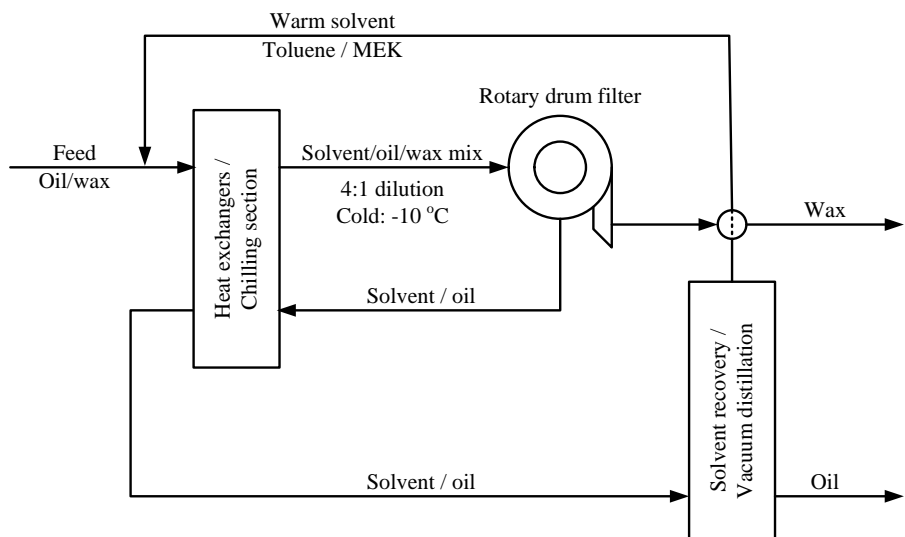 Warm solvent
Toluene / MEK
Rotary drum filter
Feed
Oil/wax
Heat exchangers /
Chilling section
Solvent/oil/wax mix
4:1 dilution
Cold: -10 °C
Wax
Solvent / oil
Solvent recovery /
Vacuum distillation
Solvent / oil
Oil